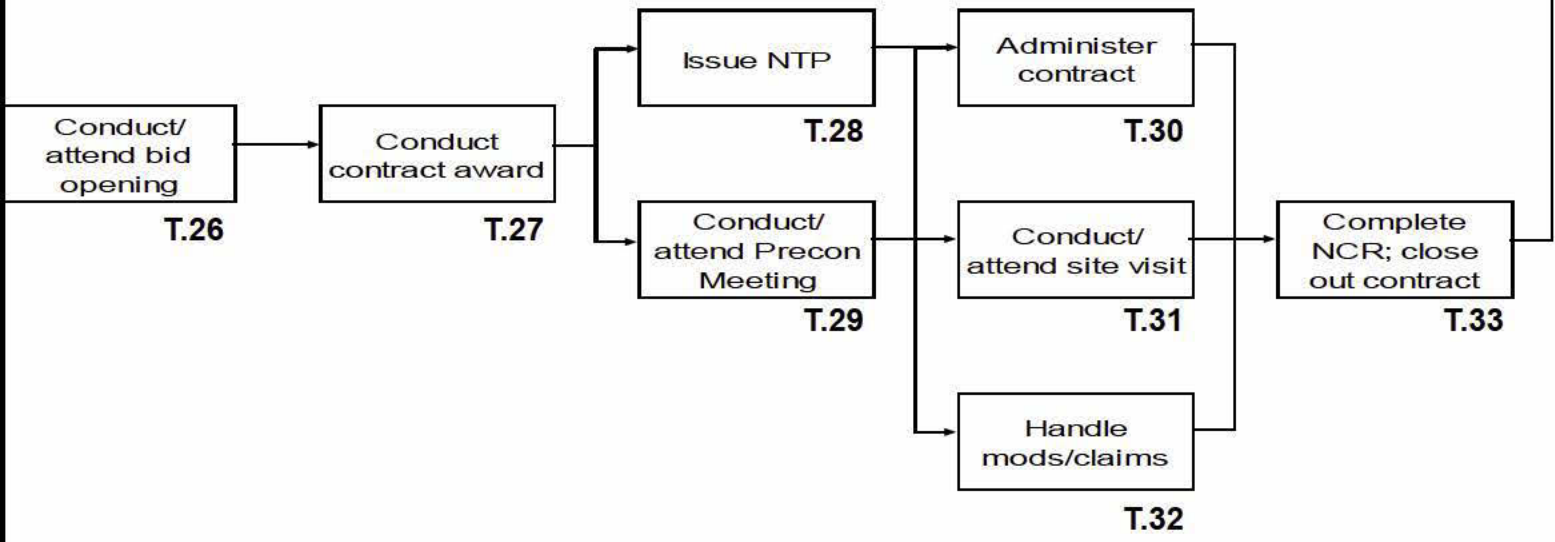 Conduct/
attend bid
opening
T.26
Conduct
contract award
T.27
Issue NTP
T.28
Conduct/
attend Precon
Meeting
T.29
Administer
contract
T.30
Conduct/
attend site visit
T.31
Handle
mods/claims
T.32
Complete
NCR; close
out contract
T.33